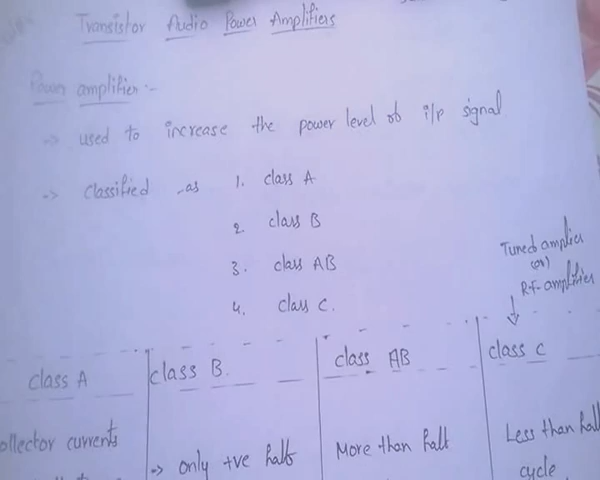 Transistor Audio Power Amplifiers
Power amplifier :-
-> used to increase the power level of i/p signal
-> classified as 1. class A
2. class B
3. class AB
4. class C.
Tuned amplier
(or)
R.F. amplifier
class A class B. class AB class C
ollector currents -> only +ve half More than half Less than hal
cycle